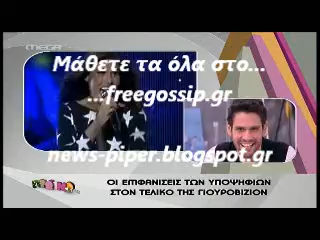 MEGA
Μάθετε τα όλα στο...
...freegossip.gr
news-piper.blogspot.gr
ΟΙ ΕΜΦΑΝΙΣΕΙΣ ΤΩΝ ΥΠΟΨΗΦΙΩΝ
ΣΤΟΝ ΤΕΛΙΚΟ ΤΗΣ ΓΙΟΥΡΟΒΙΖΙΟΝ